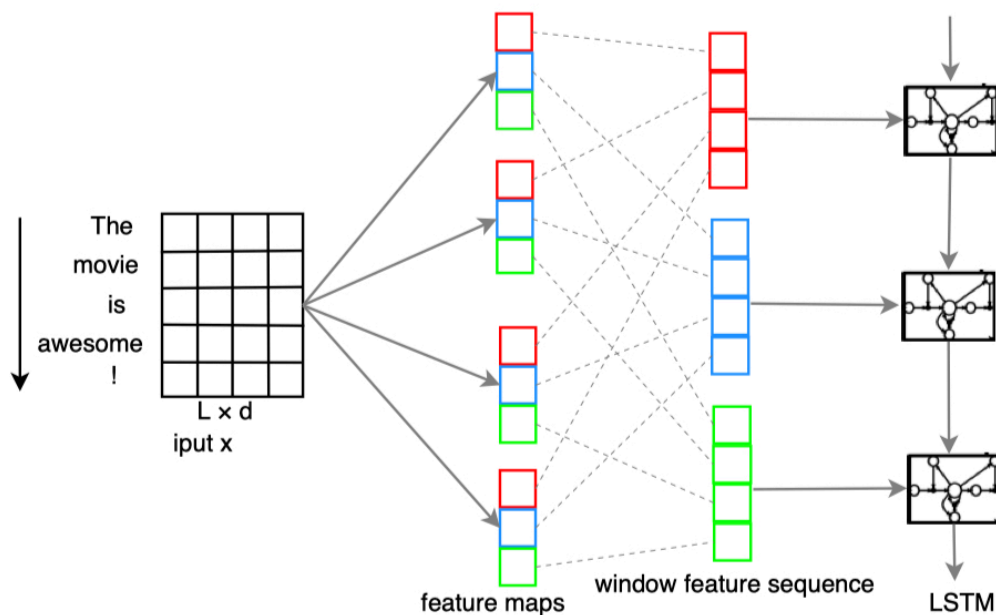 The
movie
is
awesome
!
L × d
iput x
feature maps
window feature sequence
LSTM